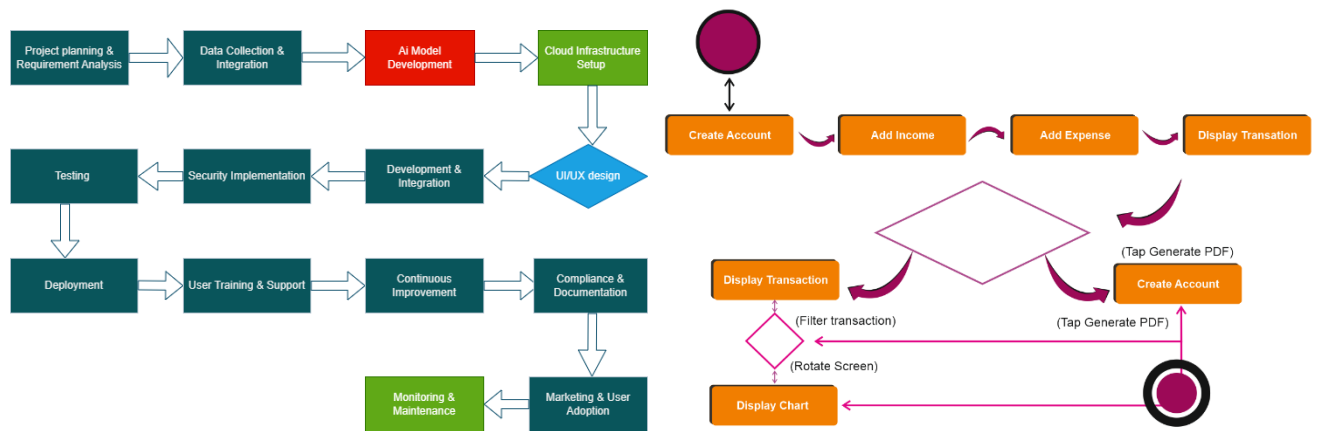 Project planning &
Requirement Analysis
Data Collection &
Integration
Ai Model
Development
Cloud Infrastructure
Setup
UI/UX design
Development &
Integration
Security Implementation
Testing
Deployment
User Training & Support
Continuous
Improvement
Compliance &
Documentation
Marketing & User
Adoption
Monitoring &
Maintenance
Create Account
Add Income
Add Expense
DIsplay Transation
(Tap Generate PDF)
Display Transaction
Create Account
(Filter transaction)
(Tap Generate PDF)
(Rotate Screen)
Display Chart